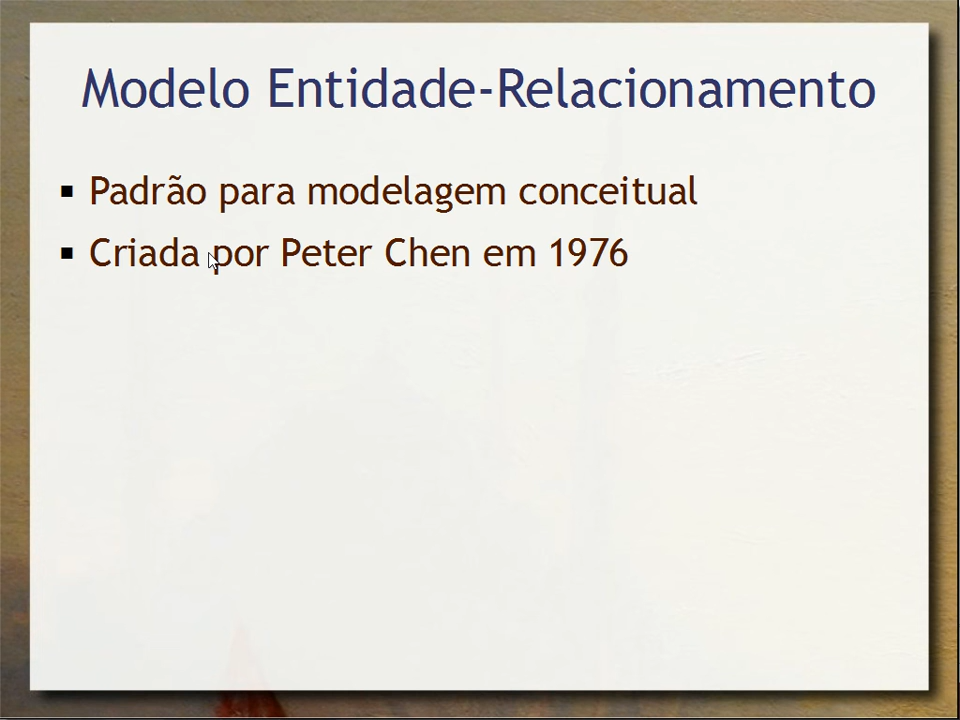 Modelo Entidade-Relacionamento
Padrão para modelagem conceitual
Criada por Peter Chen em 1976